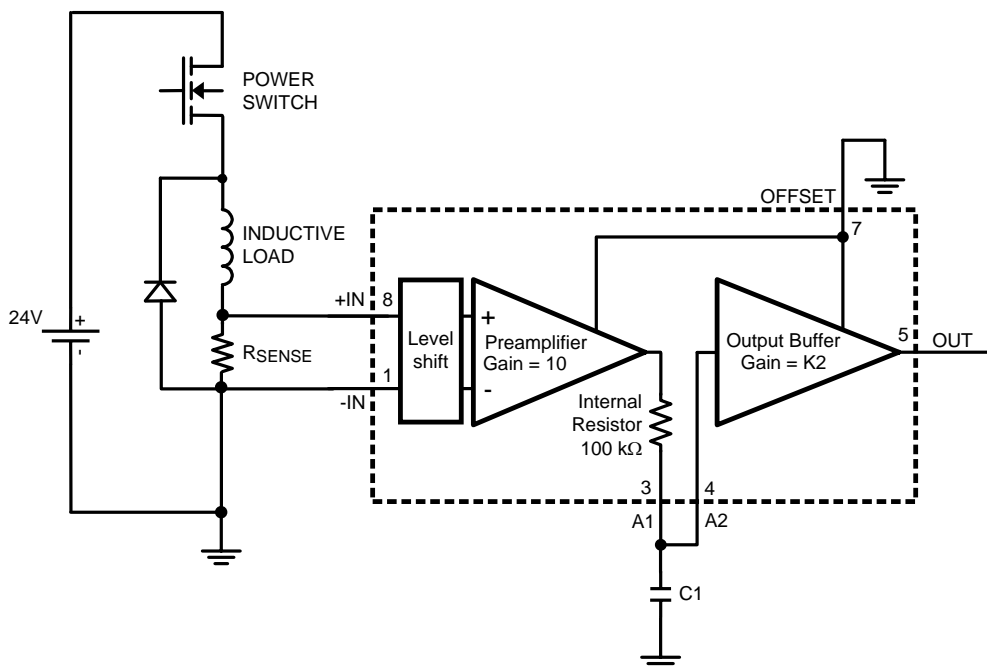 POWER
SWITCH
OFFSET
7
INDUCTIVE
LOAD
+IN
8
24V
+
-
RSENSE
Level
shift
+
-
Preamplifier
Gain = 10
Output Buffer
Gain = K2
5
OUT
1
-IN
Internal
Resistor
100 kΩ
3
4
A1
A2
C1